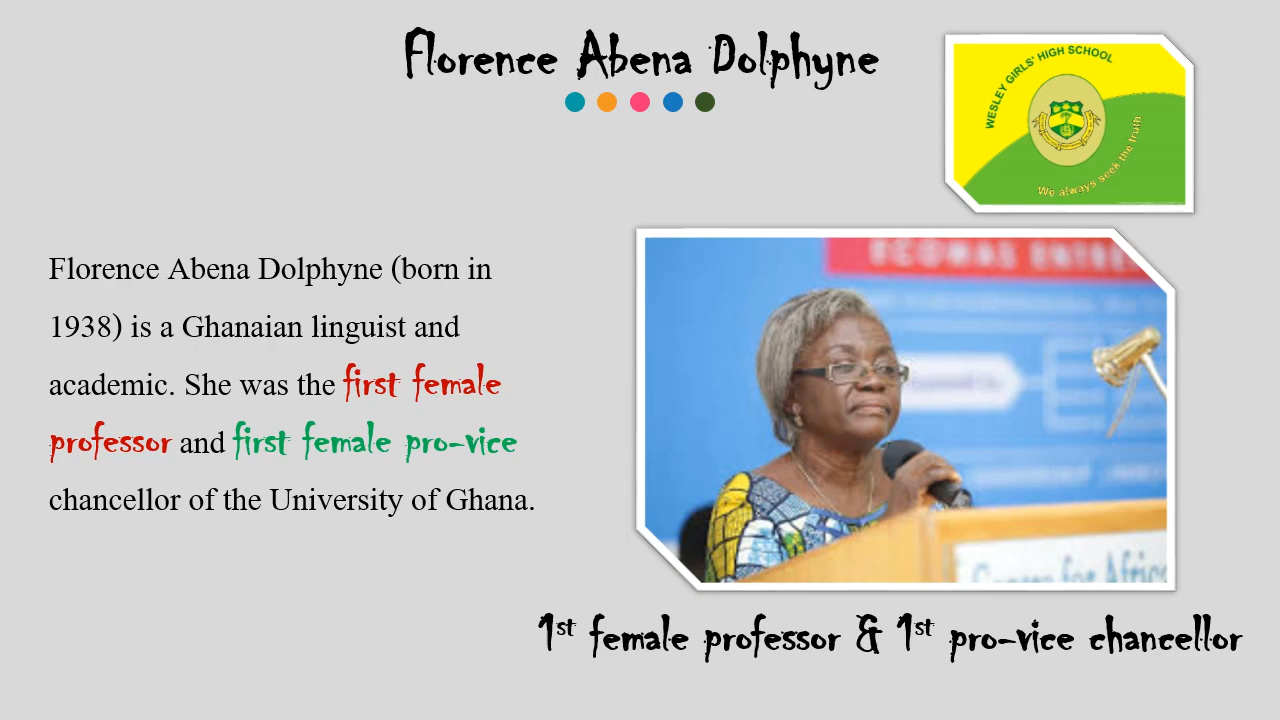 Florence Abena Dolphyne
WESLEY GIRLS' HIGH SCHOOL
We always seek the truth
Florence Abena Dolphyne (born in
1938) is a Ghanaian linguist and
academic. She was the first female
professor and first female pro-vice
chancellor of the University of Ghana.
ECOWAS
1st female professor & 1st pro-vice chancellor